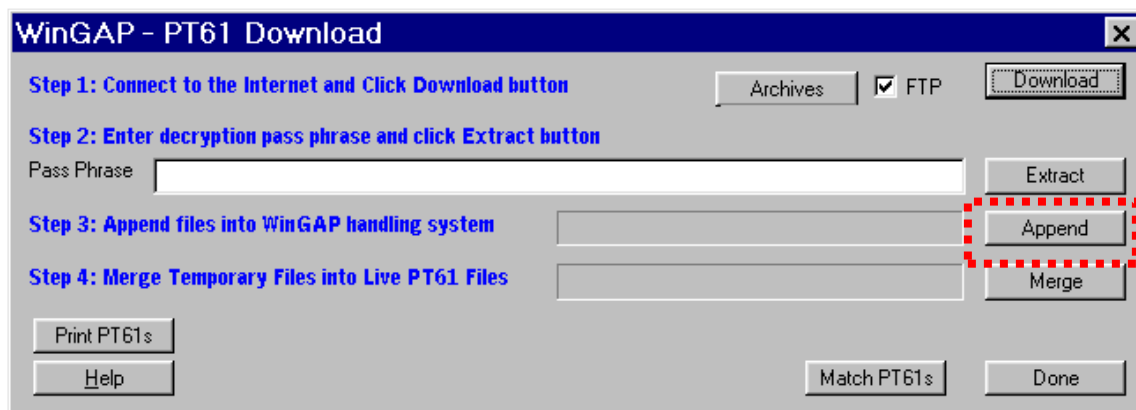 WinGAP - PT61 Download
Step 1: Connect to the Internet and Click Download button Archives FTP Download
Step 2: Enter decryption pass phrase and click Extract button
Pass Phrase Extract
Step 3: Append files into WinGAP handling system Append
Step 4: Merge Temporary Files into Live PT61 Files Merge
Print PT61s
Help Match PT61s Done